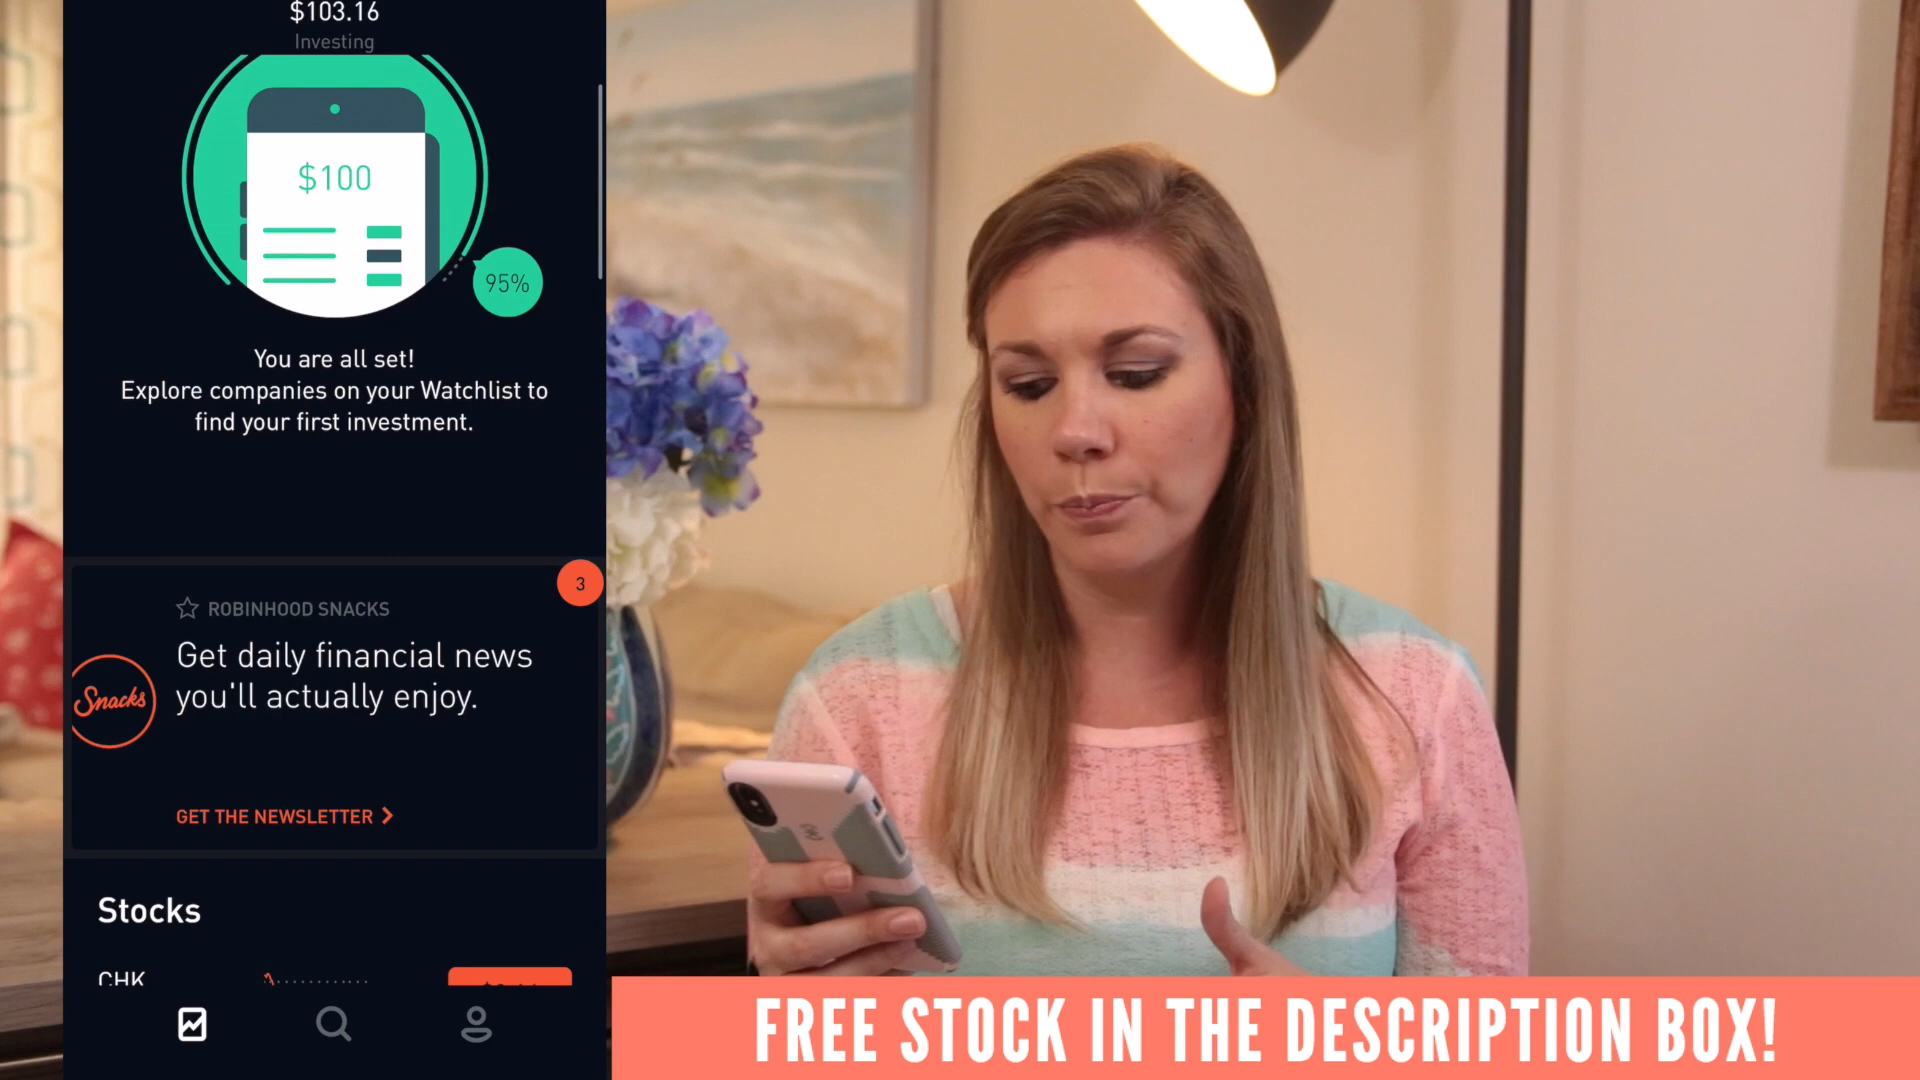 $103.16
Investing
$100
95%
You are all set!
Explore companies on your Watchlist to
find your first investment.
3
ROBINHOOD SNACKS
Get daily financial news
you'll actually enjoy.
Snacks
GET THE NEWSLETTER
Stocks
CHK
FREE STOCK IN THE DESCRIPTION BOX!